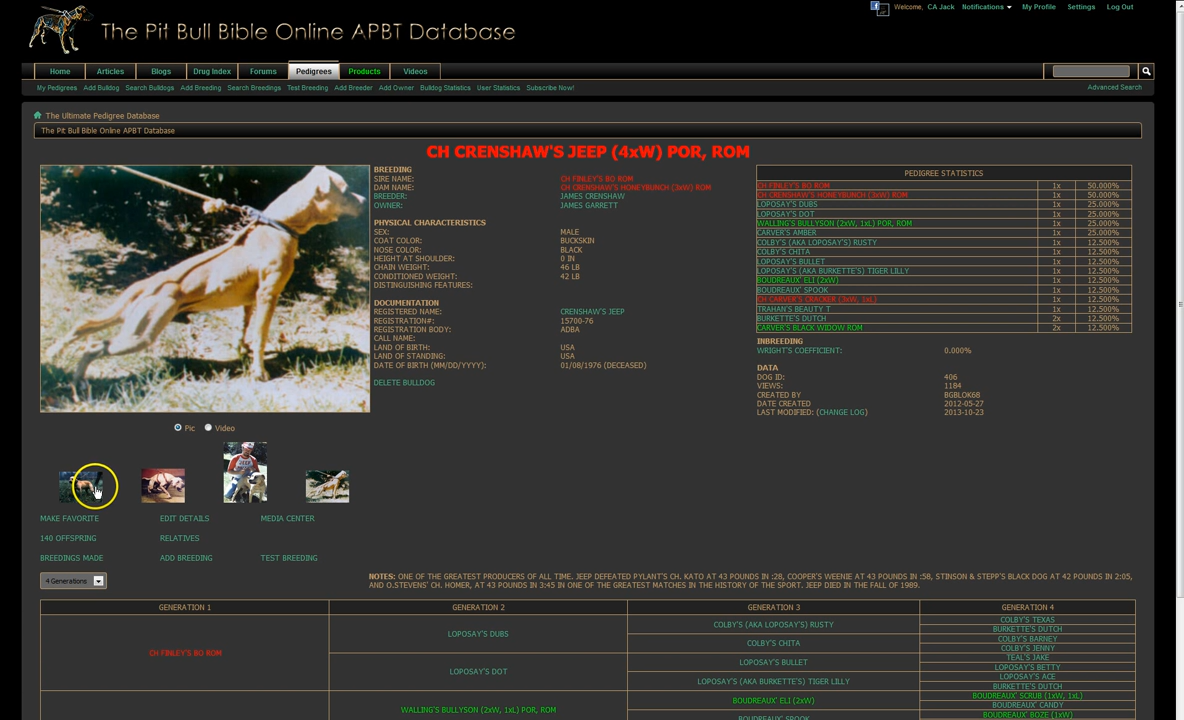 The Pit Bull Bible Online APBT Database
Welcome, CA Jack Notifications My Profile Settings Log Out
Home Articles Blogs Drug Index Forums Pedigrees Products Videos
My Pedigrees Add Bulldog Search Bulldogs Add Breeding Search Breedings Test Breeding Add Breeder Add Owner Bulldog Statistics User Statistics Subscribe Now! Advanced Search
The Ultimate Pedigree Database
The Pit Bull Bible Online APBT Database
CH CRENSHAW'S JEEP (4xW) POR, ROM
BREEDING
SIRE NAME: CH FINLEY'S BO ROM
DAM NAME: CH CRENSHAW'S HONEYBUNCH (3xW) ROM
BREEDER: JAMES CRENSHAW
OWNER: JAMES GARRETT
PHYSICAL CHARACTERISTICS
SEX: MALE
COAT COLOR: BUCKSKIN
NOSE COLOR: BLACK
HEIGHT AT SHOULDER: 0 IN
CHAIN WEIGHT: 46 LB
CONDITIONED WEIGHT: 42 LB
DISTINGUISHING FEATURES:
DOCUMENTATION
REGISTERED NAME: CRENSHAW'S JEEP
REGISTRATION#: 15700-76
REGISTRATION BODY: ADBA
CALL NAME:
LAND OF BIRTH: USA
LAND OF STANDING: USA
DATE OF BIRTH (MM/DD/YYYY): 01/08/1976 (DECEASED)
DELETE BULLDOG
PEDIGREE STATISTICS
CH FINLEY'S BO ROM 1x 50.000%
CH CRENSHAW'S HONEYBUNCH (3xW) ROM 1x 50.000%
LOPOSAY'S DUBS 1x 25.000%
LOPOSAY'S DOT 1x 25.000%
WALLING'S BULLYSON (2xW, 1xL) POR, ROM 1x 25.000%
CARVER'S AMBER 1x 25.000%
COLBY'S (AKA LOPOSAY'S) RUSTY 1x 12.500%
COLBY'S CHITA 1x 12.500%
LOPOSAY'S BULLET 1x 12.500%
LOPOSAY'S (AKA BURKETTE'S) TIGER LILLY 1x 12.500%
BOUDREAUX' ELI (2xW) 1x 12.500%
BOUDREAUX' SPOOK 1x 12.500%
CH CARVER'S CRACKER (3xW, 1xL) 1x 12.500%
TRAHAN'S BEAUTY T 1x 12.500%
BURKETTE'S DUTCH 2x 12.500%
CARVER'S BLACK WIDOW ROM 2x 12.500%
INBREEDING
WRIGHT'S COEFFICIENT: 0.000%
DATA
DOG ID: 406
VIEWS: 1184
CREATED BY BGBLOK68
DATE CREATED 2012-05-27
LAST MODIFIED: (CHANGE LOG) 2013-10-23
Pic Video
MAKE FAVORITE EDIT DETAILS MEDIA CENTER
140 OFFSPRING RELATIVES
BREEDINGS MADE ADD BREEDING TEST BREEDING
4 Generations
NOTES: ONE OF THE GREATEST PRODUCERS OF ALL TIME. JEEP DEFEATED PYLANT'S CH. KATO AT 43 POUNDS IN :28, COOPER'S WEENIE AT 43 POUNDS IN :58, STINSON & STEPP'S BLACK DOG AT 42 POUNDS IN 2:05,
AND O.STEVENS' CH. HOMER, AT 43 POUNDS IN 3:45 IN ONE OF THE GREATEST MATCHES IN THE HISTORY OF THE SPORT. JEEP DIED IN THE FALL OF 1989.
GENERATION 1 GENERATION 2 GENERATION 3 GENERATION 4
CH FINLEY'S BO ROM
LOPOSAY'S DUBS
LOPOSAY'S DOT
WALLING'S BULLYSON (2xW, 1xL) POR, ROM
COLBY'S (AKA LOPOSAY'S) RUSTY
COLBY'S CHITA
LOPOSAY'S BULLET
LOPOSAY'S (AKA BURKETTE'S) TIGER LILLY
BOUDREAUX' ELI (2xW)
BOUDREAUX' SPOOK
COLBY'S TEXAS
BURKETTE'S DUTCH
COLBY'S BARNEY
COLBY'S JENNY
TEAL'S JAKE
LOPOSAY'S BETTY
LOPOSAY'S ACE
BURKETTE'S DUTCH
BOUDREAUX' SCRUB (1xW, 1xL)
BOUDREAUX' CANDY
BOUDREAUX' BOZE (1xW)